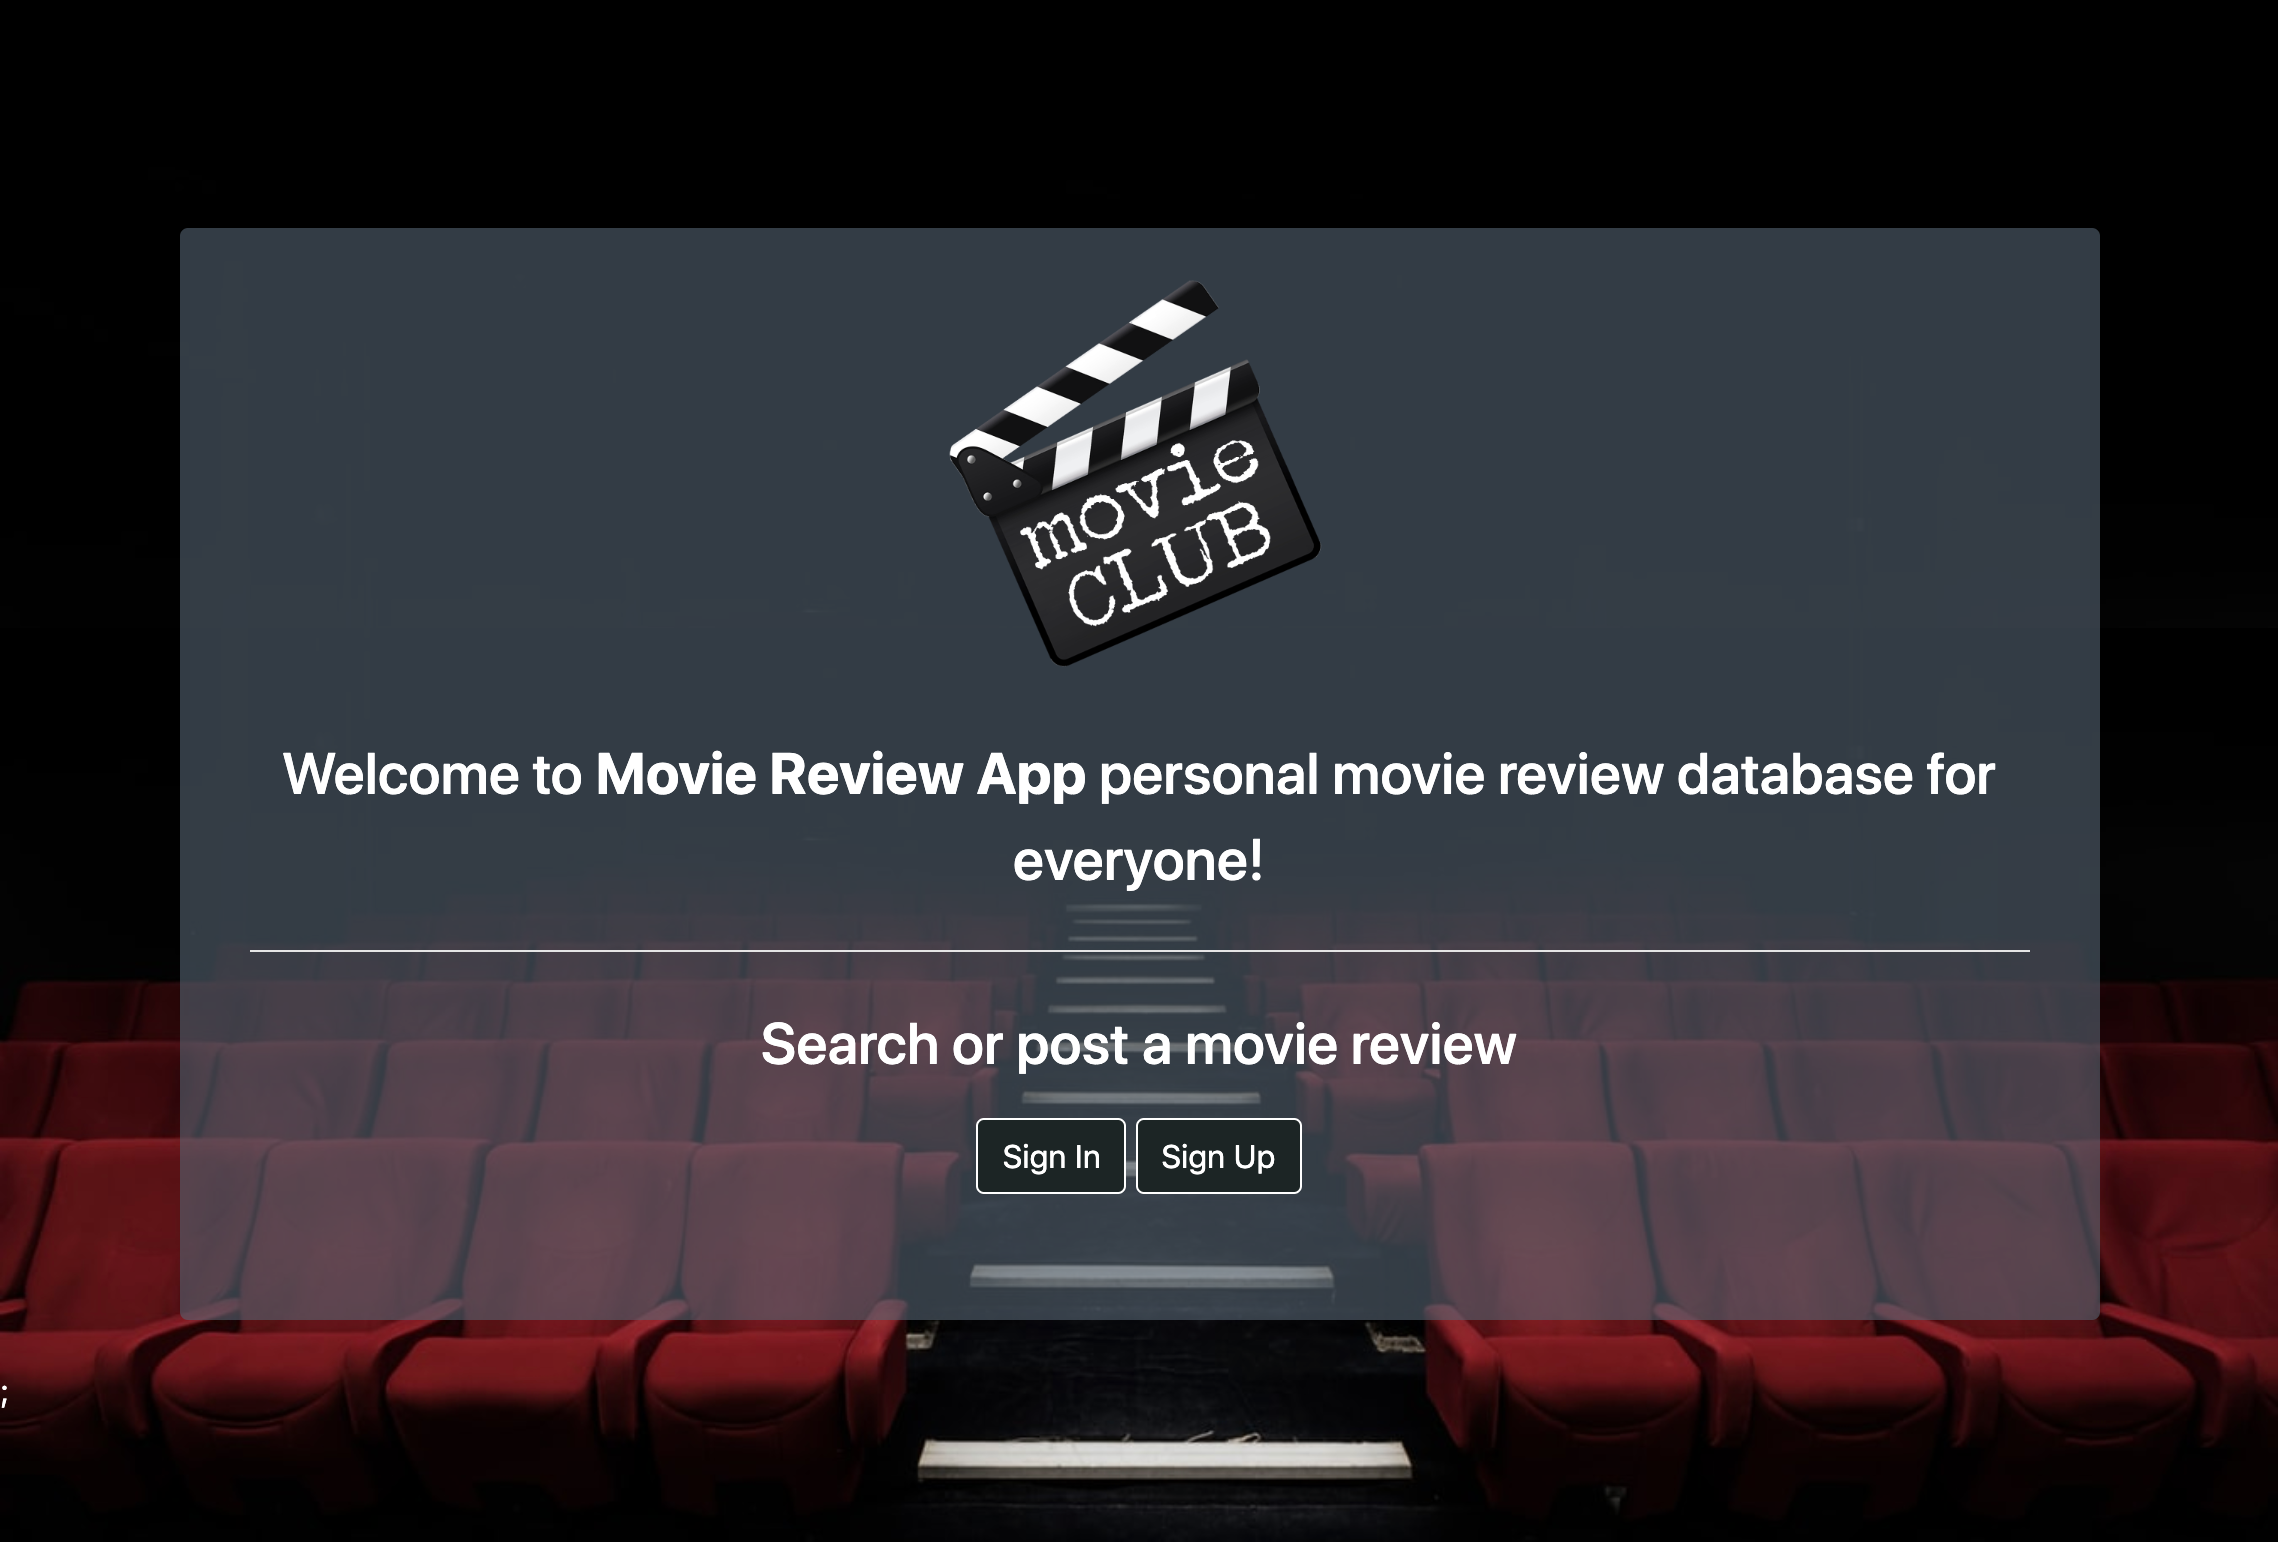 movie
CLUB
Welcome to Movie Review App personal movie review database for
everyone!
Search or post a movie review
Sign In Sign Up
;